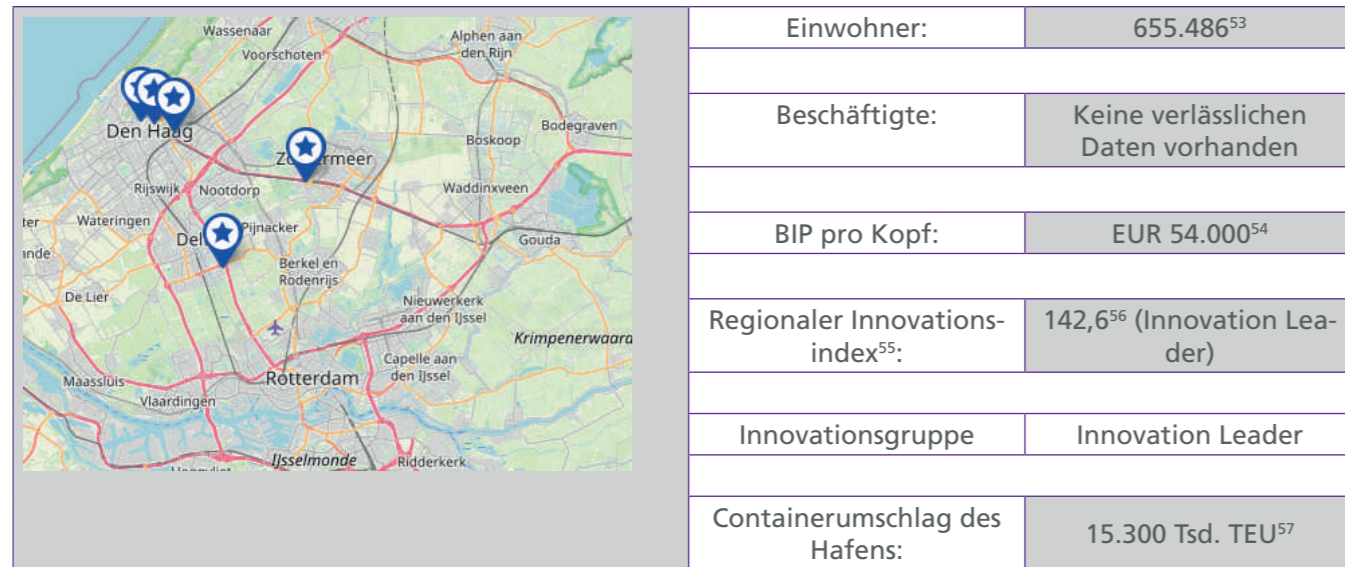 Wassenaar
Alphen aan
den Rijn
Voorschoten
Den Haag
Bodegraven
Boskoop
Rijswijk
Nootdorp
Waddinxveen
Wateringen
Pijnacker
Gouda
Berkel en
Rodenrijs
De Lier
Nieuwerkerk
aan den IJssel
Krimpenerwaard
Capelle aan
den IJssel
Rotterdam
Maassluis
Vlaardingen
IJsselmonde
Ridderkerk
Einwohner: 655.486⁵³
Beschäftigte: Keine verlässlichen
Daten vorhanden
BIP pro Kopf: EUR 54.000⁵⁴
Regionaler Innovations-
index⁵⁵:
142,6⁵⁶ (Innovation Lea-
der)
Innovationsgruppe Innovation Leader
Containerumschlag des
Hafens:
15.300 Tsd. TEU⁵⁷